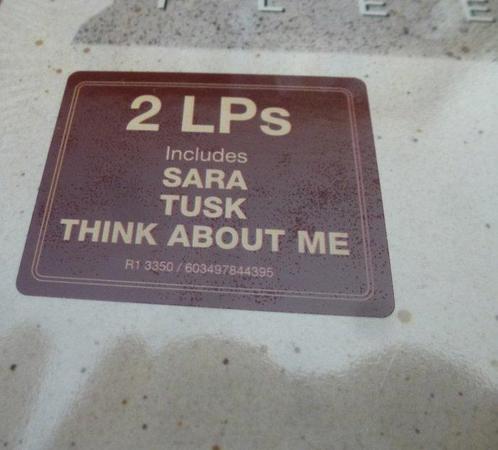 2 LPs
Includes
SARA
TUSK
THINK ABOUT ME
R1 3350 / 603497844395